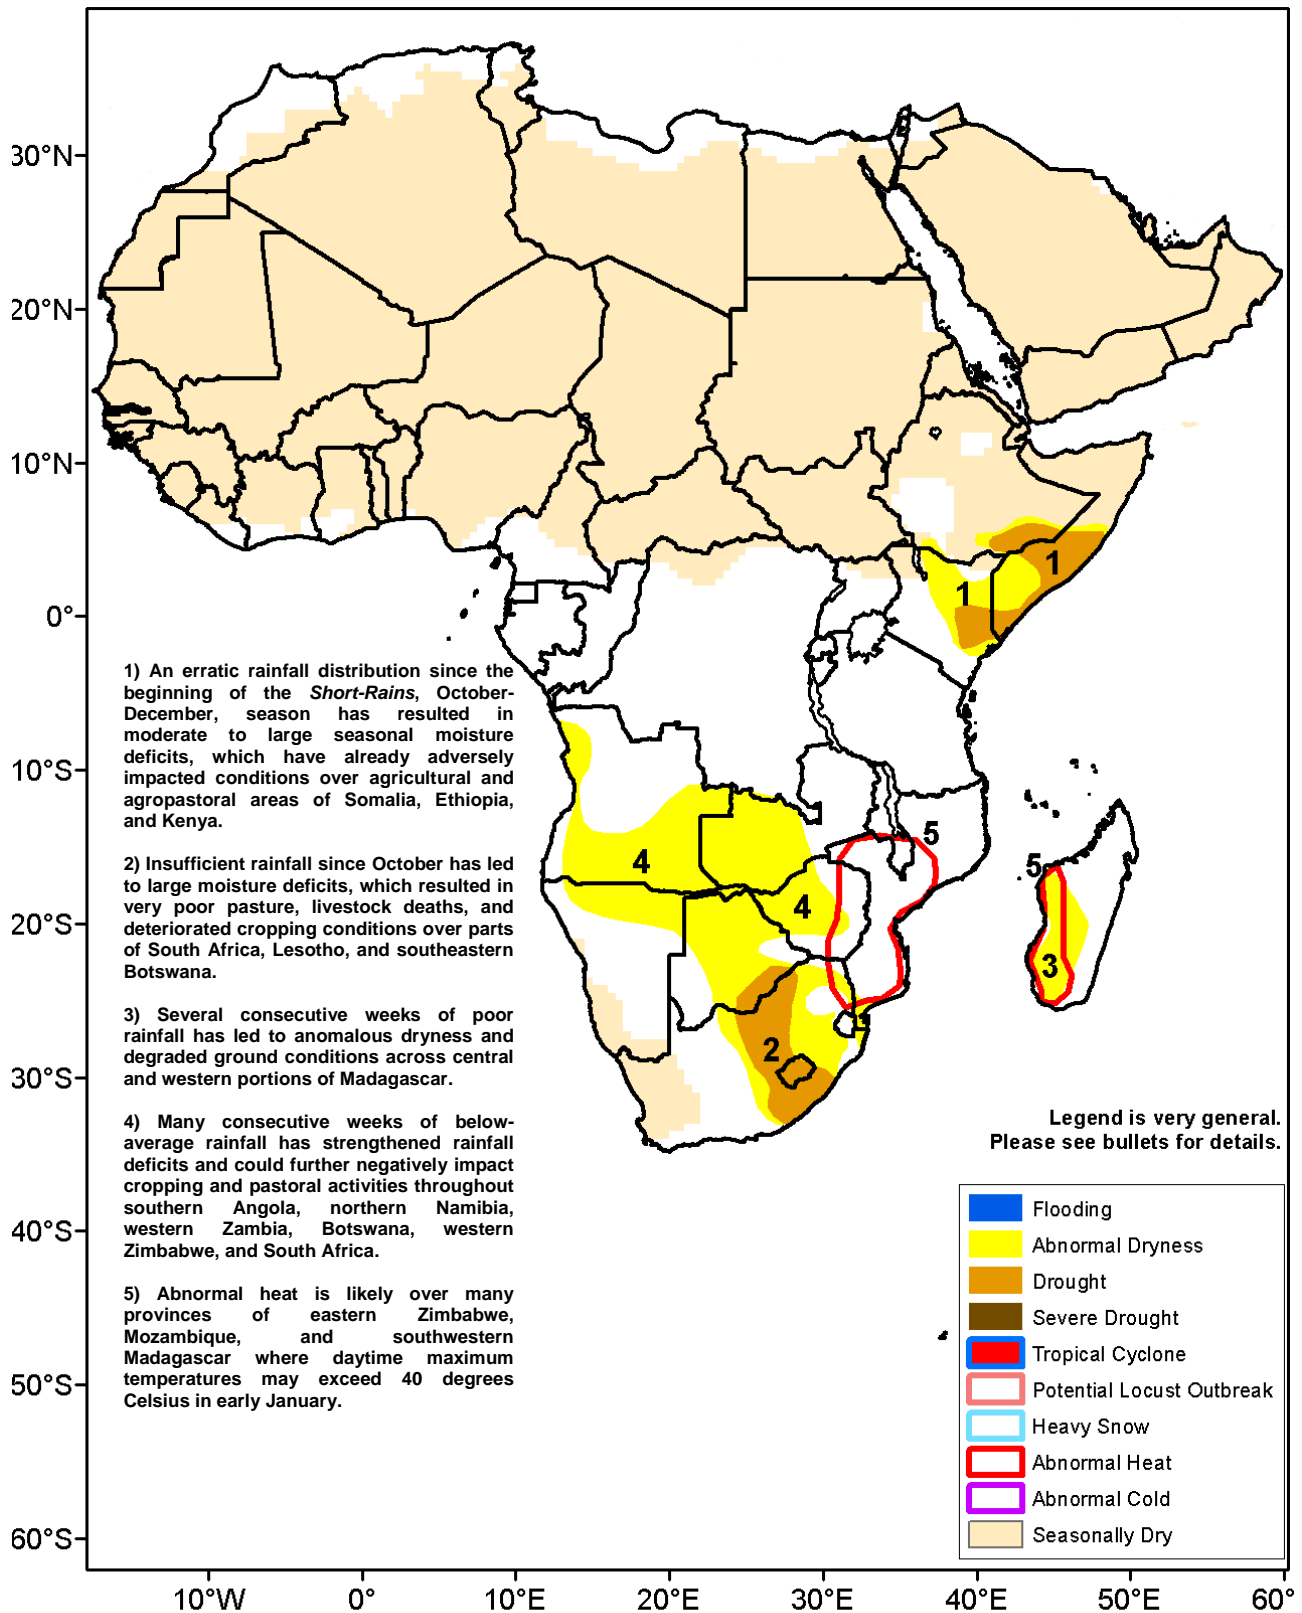 30°N
20°N
10°N
0°
10°S
20°S
30°S
40°S
50°S
60°S
1
1
1) An erratic rainfall distribution since the
beginning of the Short-Rains, October-
December, season has resulted in
moderate to large seasonal moisture
deficits, which have already adversely
impacted conditions over agricultural and
agropastoral areas of Somalia, Ethiopia,
and Kenya.
2) Insufficient rainfall since October has led
to large moisture deficits, which resulted in
very poor pasture, livestock deaths, and
deteriorated cropping conditions over parts
of South Africa, Lesotho, and southeastern
Botswana.
3) Several consecutive weeks of poor
rainfall has led to anomalous dryness and
degraded ground conditions across central
and western portions of Madagascar.
4) Many consecutive weeks of below-
average rainfall has strengthened rainfall
deficits and could further negatively impact
cropping and pastoral activities throughout
southern Angola, northern Namibia,
western Zambia, Botswana, western
Zimbabwe, and South Africa.
5) Abnormal heat is likely over many
provinces of eastern Zimbabwe,
Mozambique, and southwestern
Madagascar where daytime maximum
temperatures may exceed 40 degrees
Celsius in early January.
5
4
5
4
3
2
Legend is very general.
Please see bullets for details.
Flooding
Abnormal Dryness
Drought
Severe Drought
Tropical Cyclone
Potential Locust Outbreak
Heavy Snow
Abnormal Heat
Abnormal Cold
Seasonally Dry
10°W
0°
10°E
20°E
30°E
40°E
50°E
60°